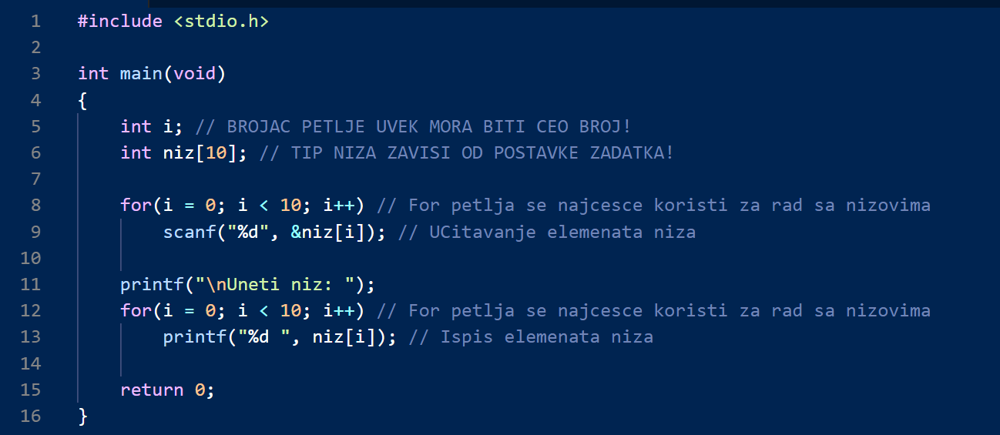 1 #include <stdio.h>
2
3 int main(void)
4 {
5 int i; // BROJAC PETLJE UVEK MORA BITI CEO BROJ!
6 int niz[10]; // TIP NIZA ZAVISI OD POSTAVKE ZADATKA!
7
8 for(i = 0; i < 10; i++) // For petlja se najcesce koristi za rad sa nizovima
9 scanf("%d", &niz[i]); // UCitavanje elemenata niza
10
11 printf("\nUneti niz: ");
12 for(i = 0; i < 10; i++) // For petlja se najcesce koristi za rad sa nizovima
13 printf("%d ", niz[i]); // Ispis elemenata niza
14
15 return 0;
16 }